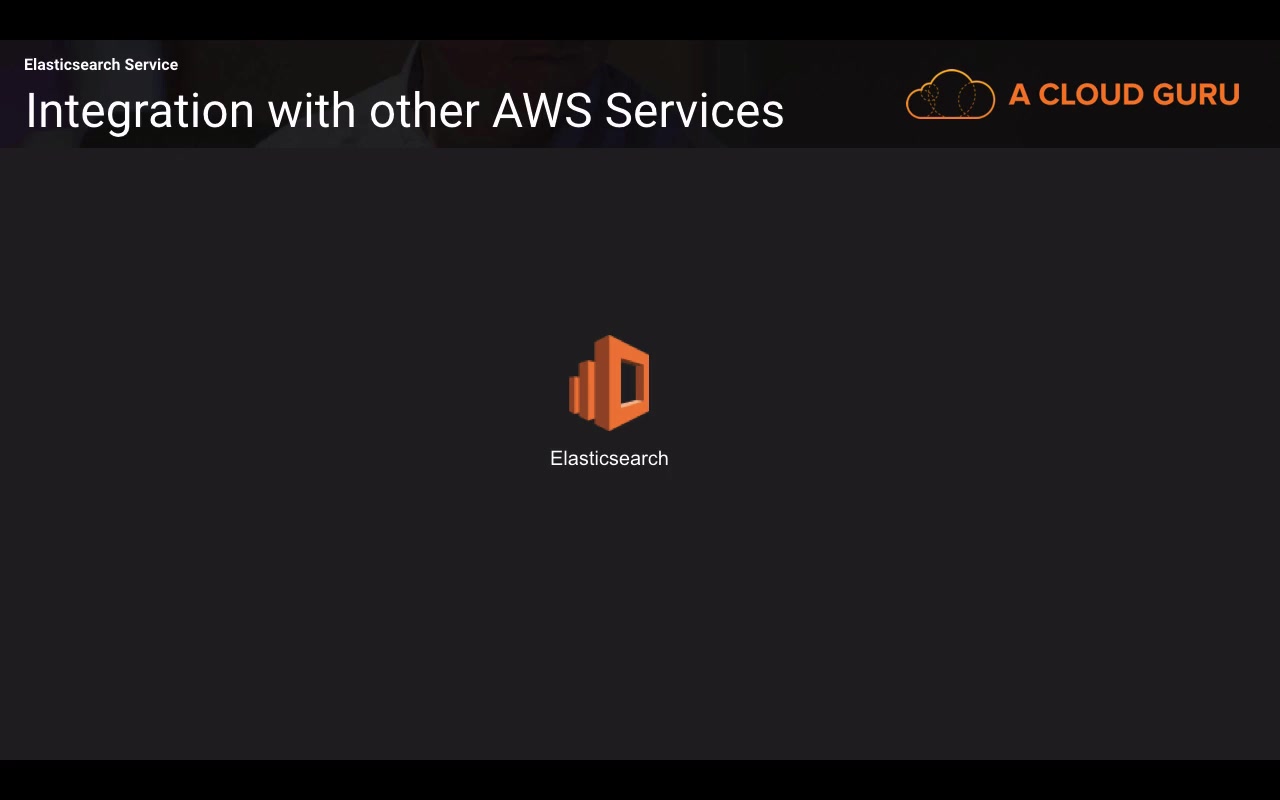 Elasticsearch Service
Integration with other AWS Services
A CLOUD GURU
Elasticsearch